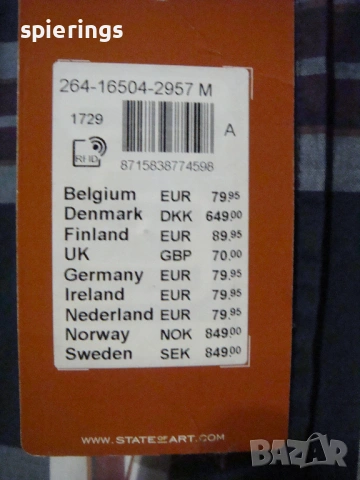 spierings
264-16504-2957 M
1729
A
RFID
8715838774598
Belgium EUR 79.95
Denmark DKK 649.00
Finland EUR 89.95
UK GBP 70.00
Germany EUR 79.95
Ireland EUR 79.95
Nederland EUR 79.95
Norway NOK 849.00
Sweden SEK 849.00
WWW.STATEOFART.COM
BAZAR